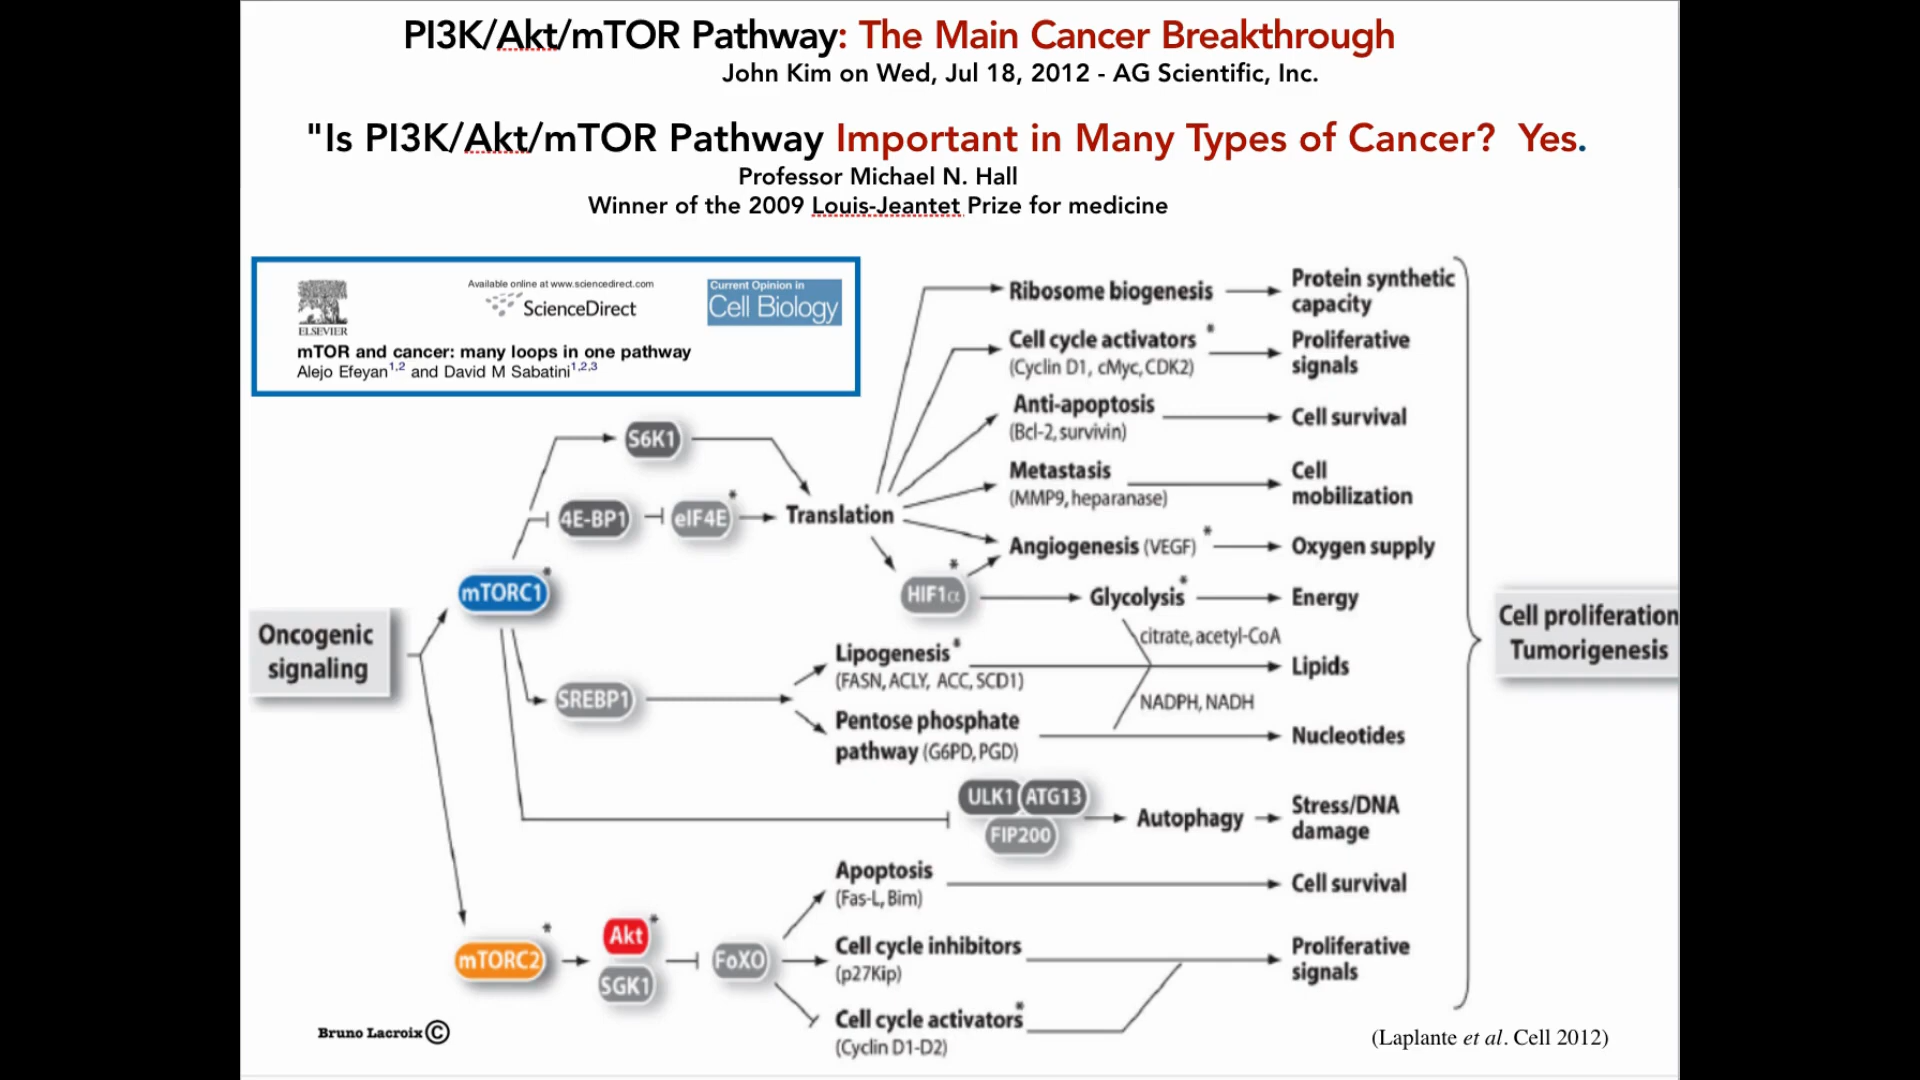 PI3K/Akt/mTOR Pathway: The Main Cancer Breakthrough
John Kim on Wed, Jul 18, 2012 - AG Scientific, Inc.
"Is PI3K/Akt/mTOR Pathway Important in Many Types of Cancer? Yes.
Professor Michael N. Hall
Winner of the 2009 Louis-Jeantet Prize for medicine
ELSEVIER
Available online at www.sciencedirect.com
ScienceDirect
Current Opinion in
Cell Biology
mTOR and cancer: many loops in one pathway
Alejo Efeyan1,2 and David M Sabatini1,2,3
Oncogenic
signaling
mTORC1*
S6K1
4E-BP1
eIF4E*
Translation
Ribosome biogenesis
Protein synthetic
capacity
Cell cycle activators*
(Cyclin D1, cMyc, CDK2)
Proliferative
signals
Anti-apoptosis
(Bcl-2, survivin)
Cell survival
Metastasis
(MMP9, heparanase)
Cell
mobilization
Angiogenesis (VEGF)*
Oxygen supply
HIF1α*
Glycolysis*
Energy
citrate, acetyl-CoA
SREBP1
Lipogenesis*
(FASN, ACLY, ACC, SCD1)
Lipids
NADPH, NADH
Pentose phosphate
pathway (G6PD, PGD)
Nucleotides
ULK1
ATG13
FIP200
Autophagy
Stress/DNA
damage
mTORC2*
Akt*
SGK1
FoXO
Apoptosis
(Fas-L, Bim)
Cell survival
Cell cycle inhibitors
(p27Kip)
Proliferative
signals
Cell cycle activators*
(Cyclin D1-D2)
Cell proliferation
Tumorigenesis
Bruno Lacroix ©
(Laplante et al. Cell 2012)